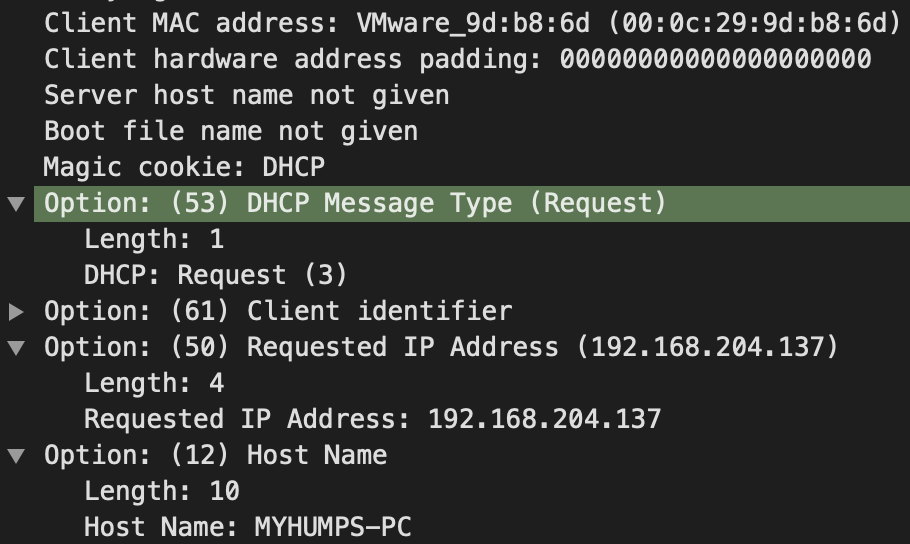 Client MAC address: VMware_9d:b8:6d (00:0c:29:9d:b8:6d)
Client hardware address padding: 00000000000000000000
Server host name not given
Boot file name not given
Magic cookie: DHCP
Option: (53) DHCP Message Type (Request)
Length: 1
DHCP: Request (3)
Option: (61) Client identifier
Option: (50) Requested IP Address (192.168.204.137)
Length: 4
Requested IP Address: 192.168.204.137
Option: (12) Host Name
Length: 10
Host Name: MYHUMPS-PC